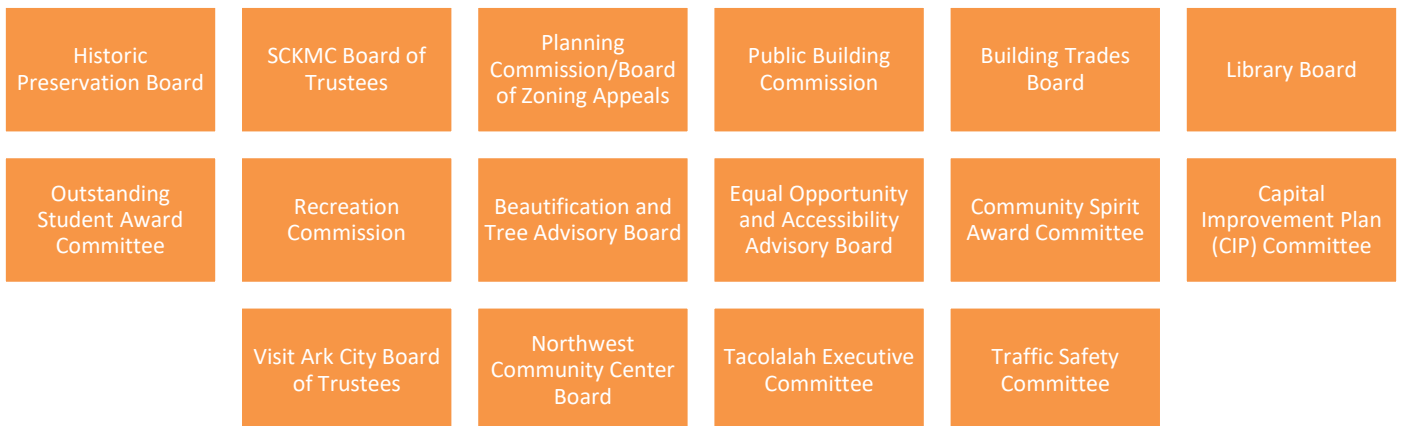 Historic
Preservation Board
SCKMC Board of
Trustees
Planning
Commission/Board
of Zoning Appeals
Public Building
Commission
Building Trades
Board
Library Board
Outstanding
Student Award
Committee
Recreation
Commission
Beautification and
Tree Advisory Board
Equal Opportunity
and Accessibility
Advisory Board
Community Spirit
Award Committee
Capital
Improvement Plan
(CIP) Committee
Visit Ark City Board
of Trustees
Northwest
Community Center
Board
Tacolalah Executive
Committee
Traffic Safety
Committee